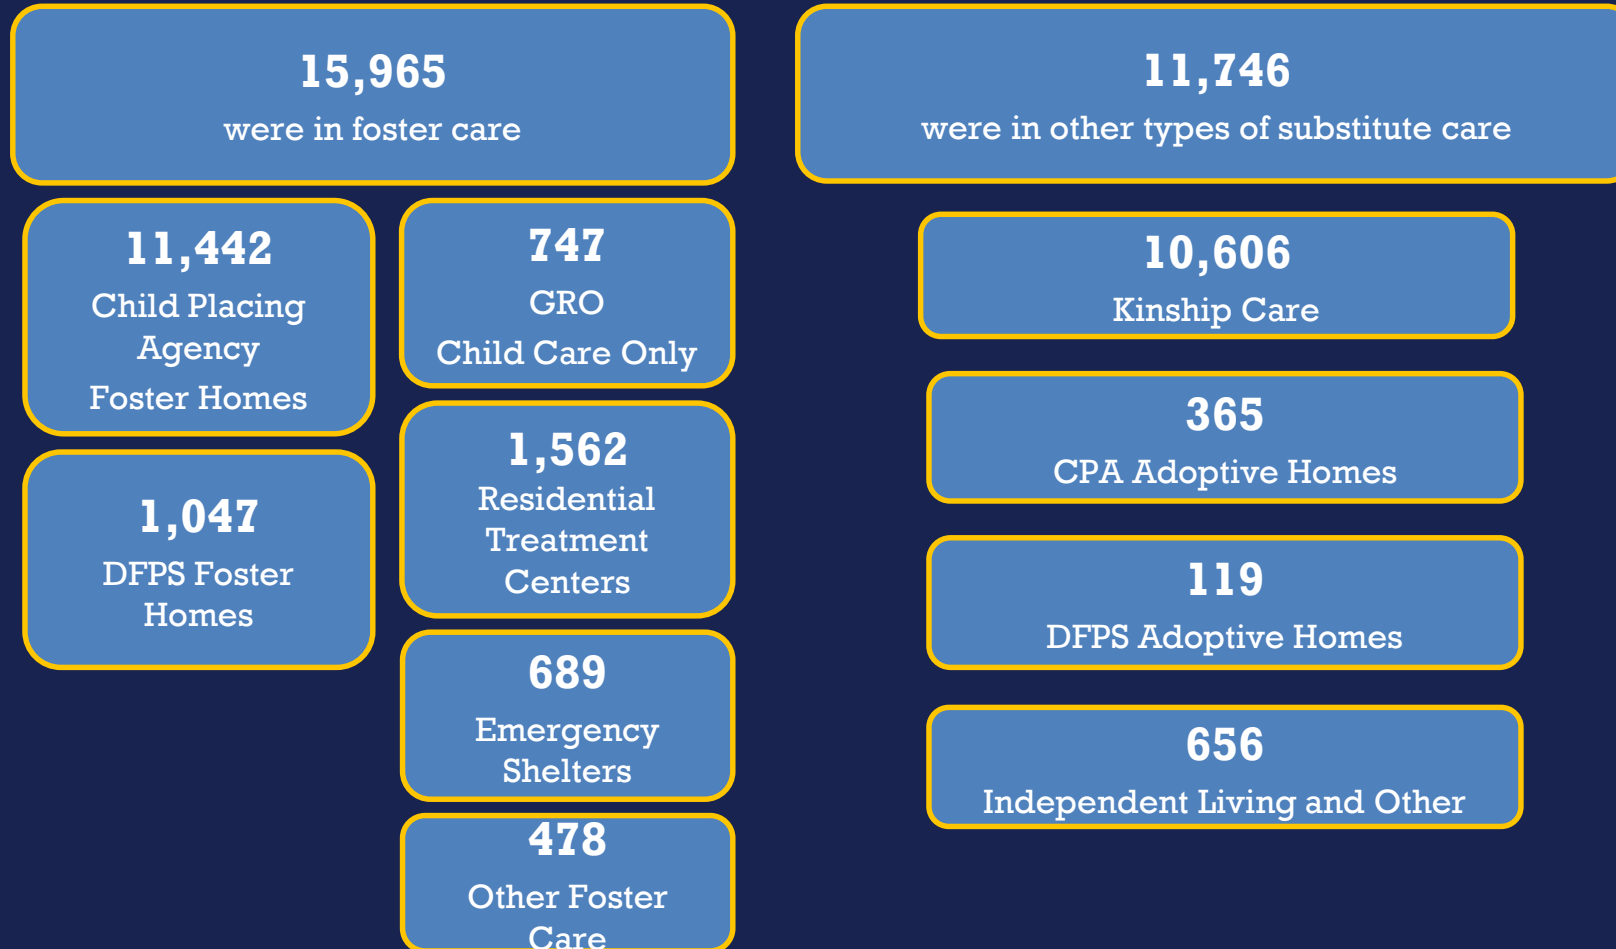 15,965
were in foster care
11,442
Child Placing
Agency
Foster Homes
1,047
DFPS Foster
Homes
747
GRO
Child Care Only
1,562
Residential
Treatment
Centers
689
Emergency
Shelters
478
Other Foster
Care
11,746
were in other types of substitute care
10,606
Kinship Care
365
CPA Adoptive Homes
119
DFPS Adoptive Homes
656
Independent Living and Other